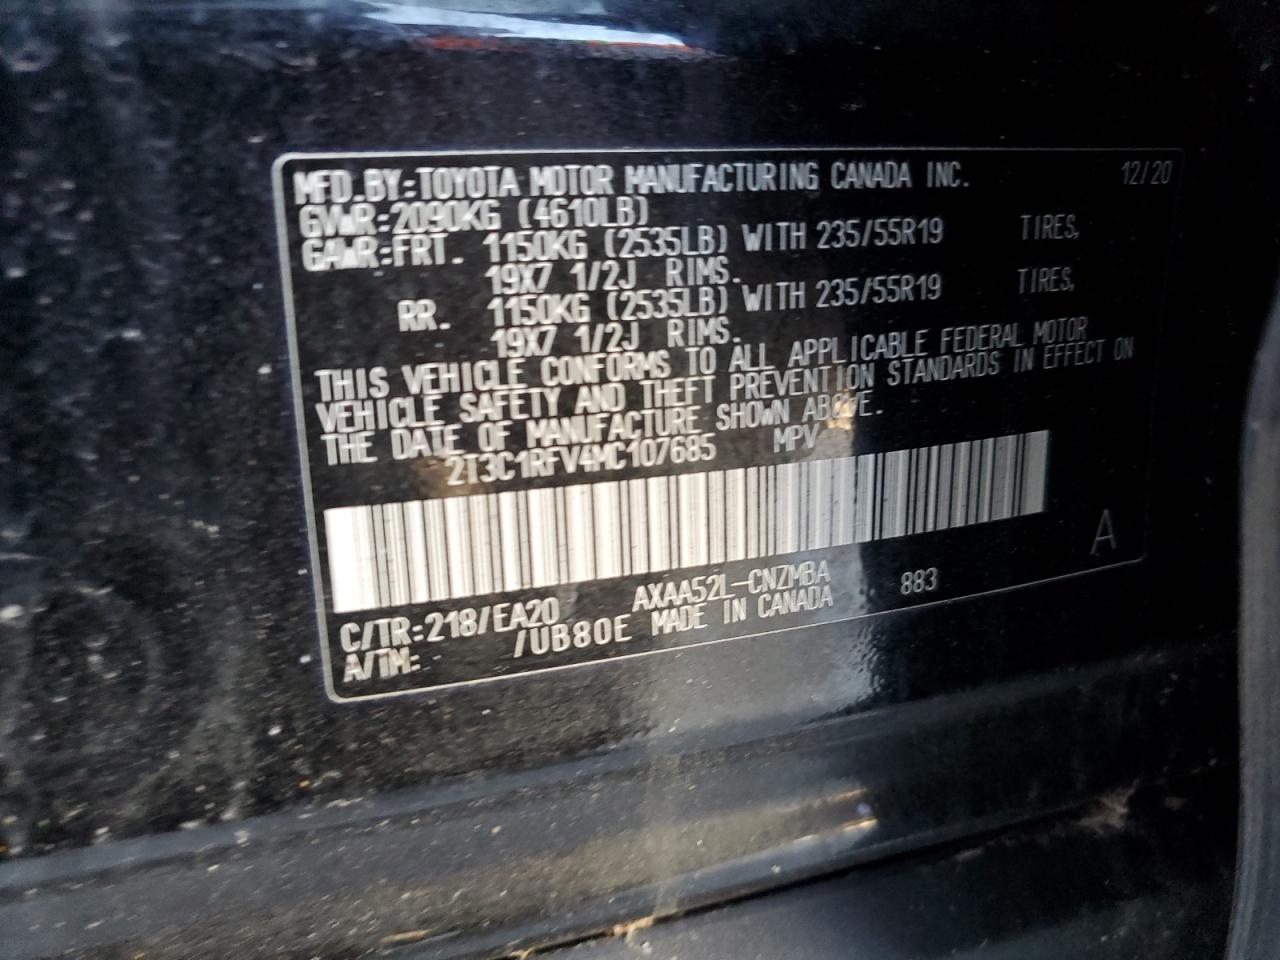 MFD.BY:TOYOTA MOTOR MANUFACTURING CANADA INC. 12/20
GVWR:2090KG (4610LB)
GAWR:FRT. 1150KG (2535LB) WITH 235/55R19 TIRES,
19X7 1/2J RIMS.
RR. 1150KG (2535LB) WITH 235/55R19 TIRES,
19X7 1/2J RIMS.
THIS VEHICLE CONFORMS TO ALL APPLICABLE FEDERAL MOTOR
VEHICLE SAFETY AND THEFT PREVENTION STANDARDS IN EFFECT ON
THE DATE OF MANUFACTURE SHOWN ABOVE.
2T3C1RFV4MC107685 MPV
A
C/TR:218/EA20 AXAA52L-CNZMBA 883
A/TM: /UB80E MADE IN CANADA